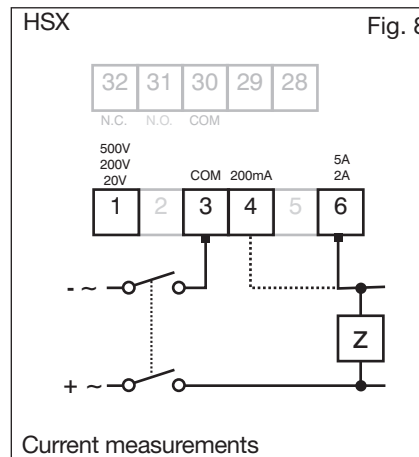 HSX Fig. 8
32 31 30 29 28
N.C. N.O. COM
500V
200V 5A
20V COM 200mA 2A
1 2 3 4 5 6
- ~
Z
+ ~
Current measurements